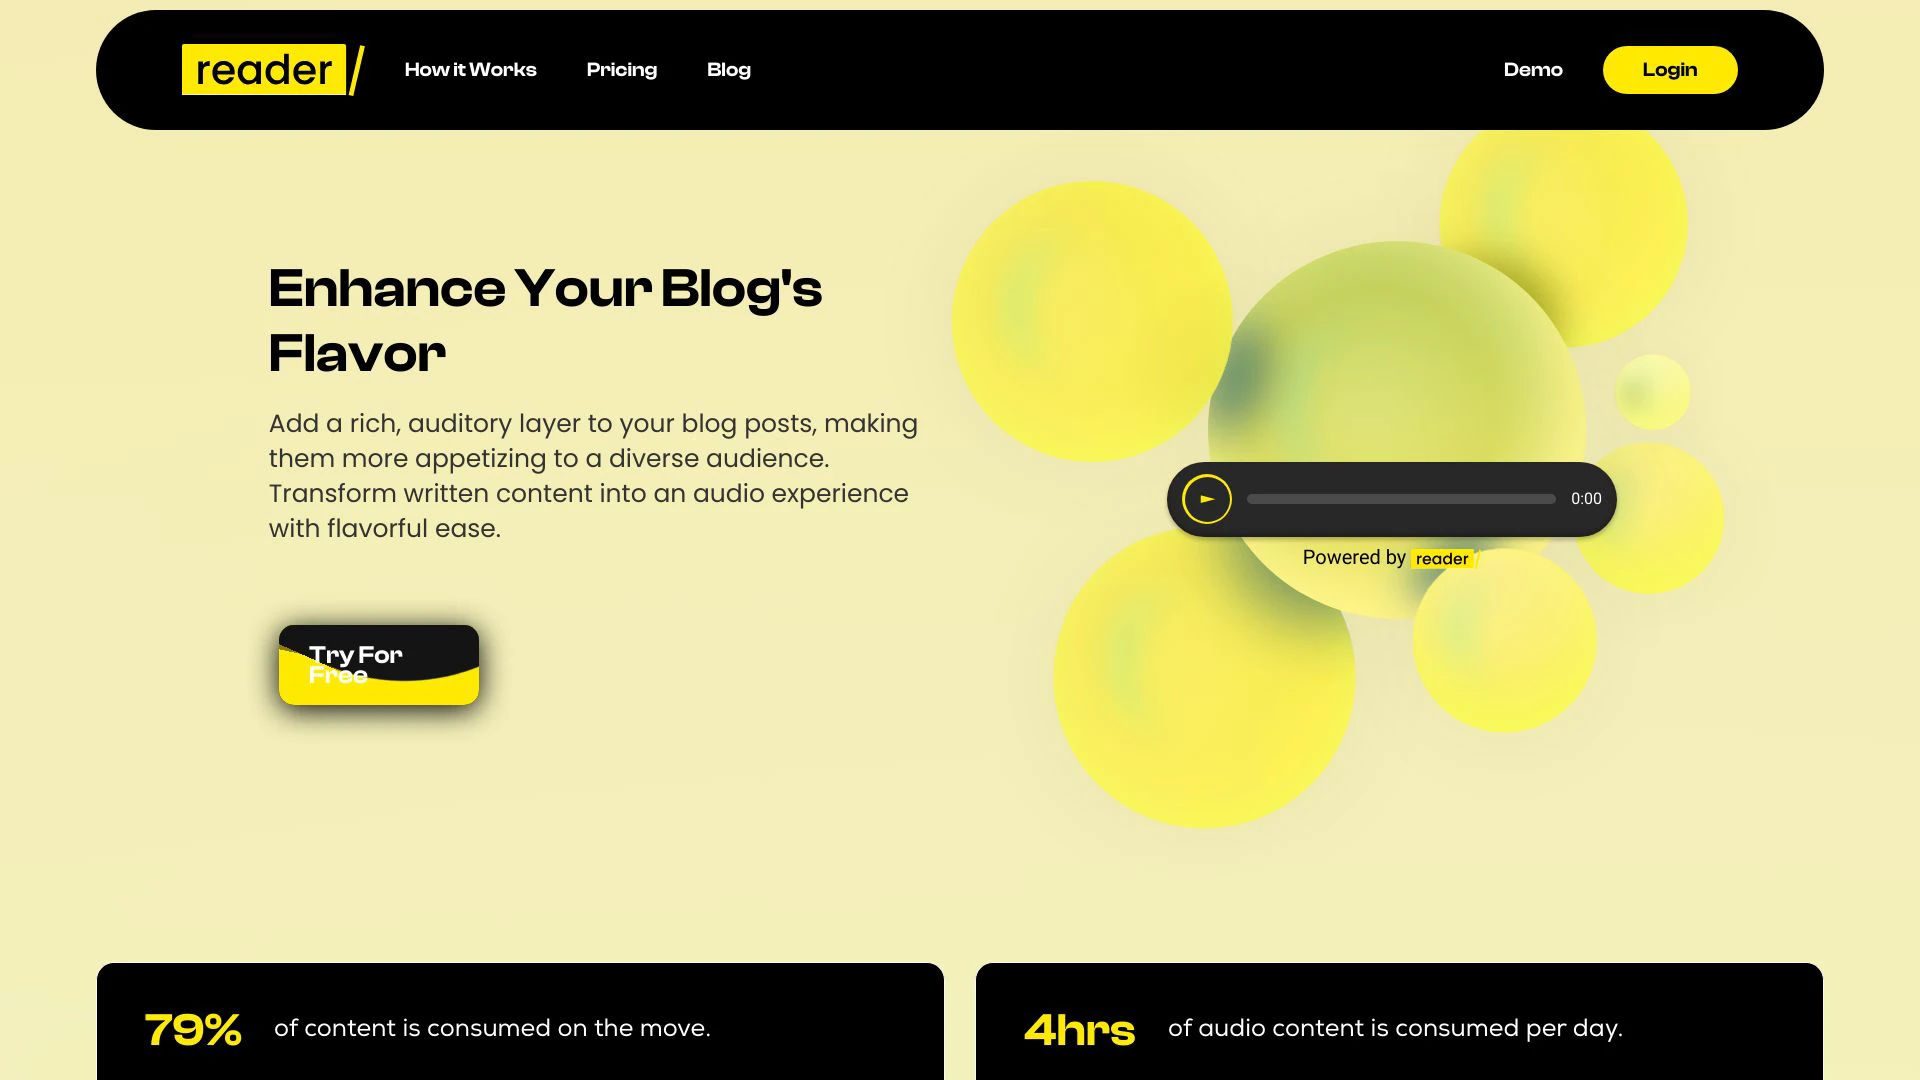 reader
How it Works
Pricing
Blog
Demo
Login
Enhance Your Blog's
Flavor
Add a rich, auditory layer to your blog posts, making
them more appetizing to a diverse audience.
Transform written content into an audio experience
with flavorful ease.
Try For
Free
0:00
Powered by reader
79% of content is consumed on the move.
4hrs of audio content is consumed per day.